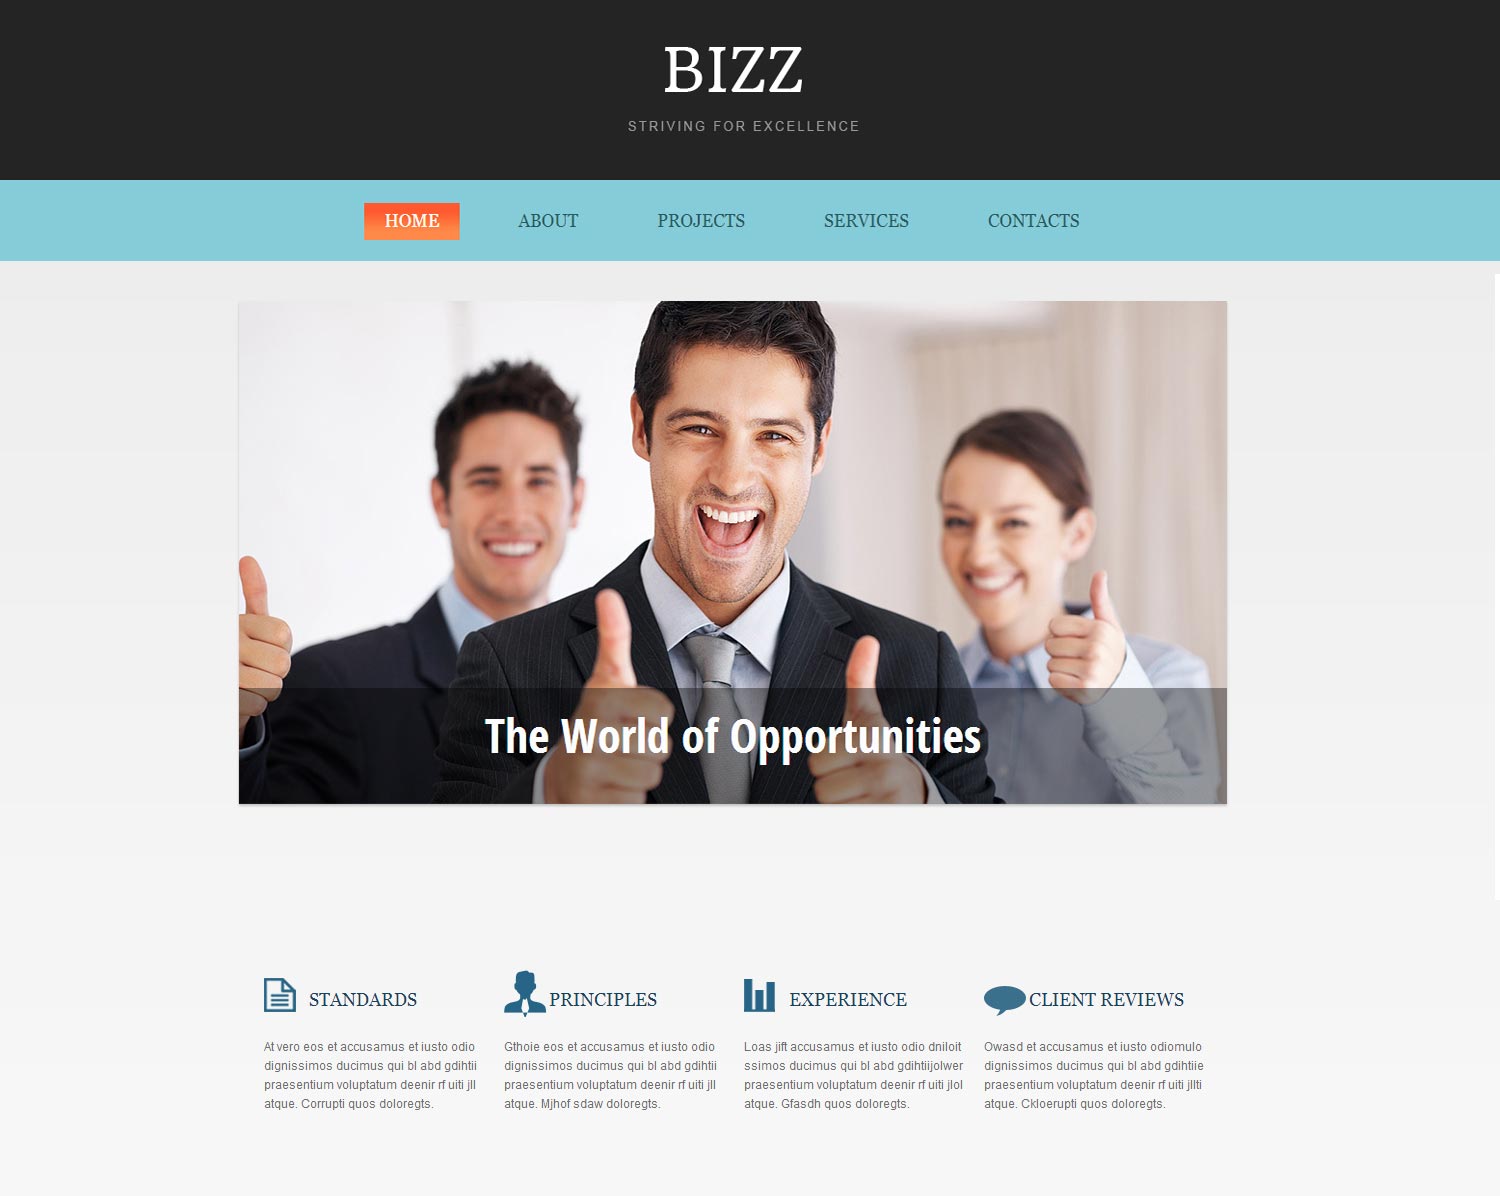 BIZZ
STRIVING FOR EXCELLENCE
HOME ABOUT PROJECTS SERVICES CONTACTS
The World of Opportunities
STANDARDS
At vero eos et accusamus et iusto odio
dignissimos ducimus qui bl abd gdihtii
praesentium voluptatum deenir rf uiti jll
atque. Corrupti quos doloregts.
PRINCIPLES
Gthoie eos et accusamus et iusto odio
dignissimos ducimus qui bl abd gdihtii
praesentium voluptatum deenir rf uiti jll
atque. Mjhof sdaw doloregts.
EXPERIENCE
Loas jift accusamus et iusto odio dniloit
ssimos ducimus qui bl abd gdihtiijolwer
praesentium voluptatum deenir rf uiti jlol
atque. Gfasdh quos doloregts.
CLIENT REVIEWS
Owasd et accusamus et iusto odiomulo
dignissimos ducimus qui bl abd gdihtiie
praesentium voluptatum deenir rf uiti jllti
atque. Ckloerupti quos doloregts.